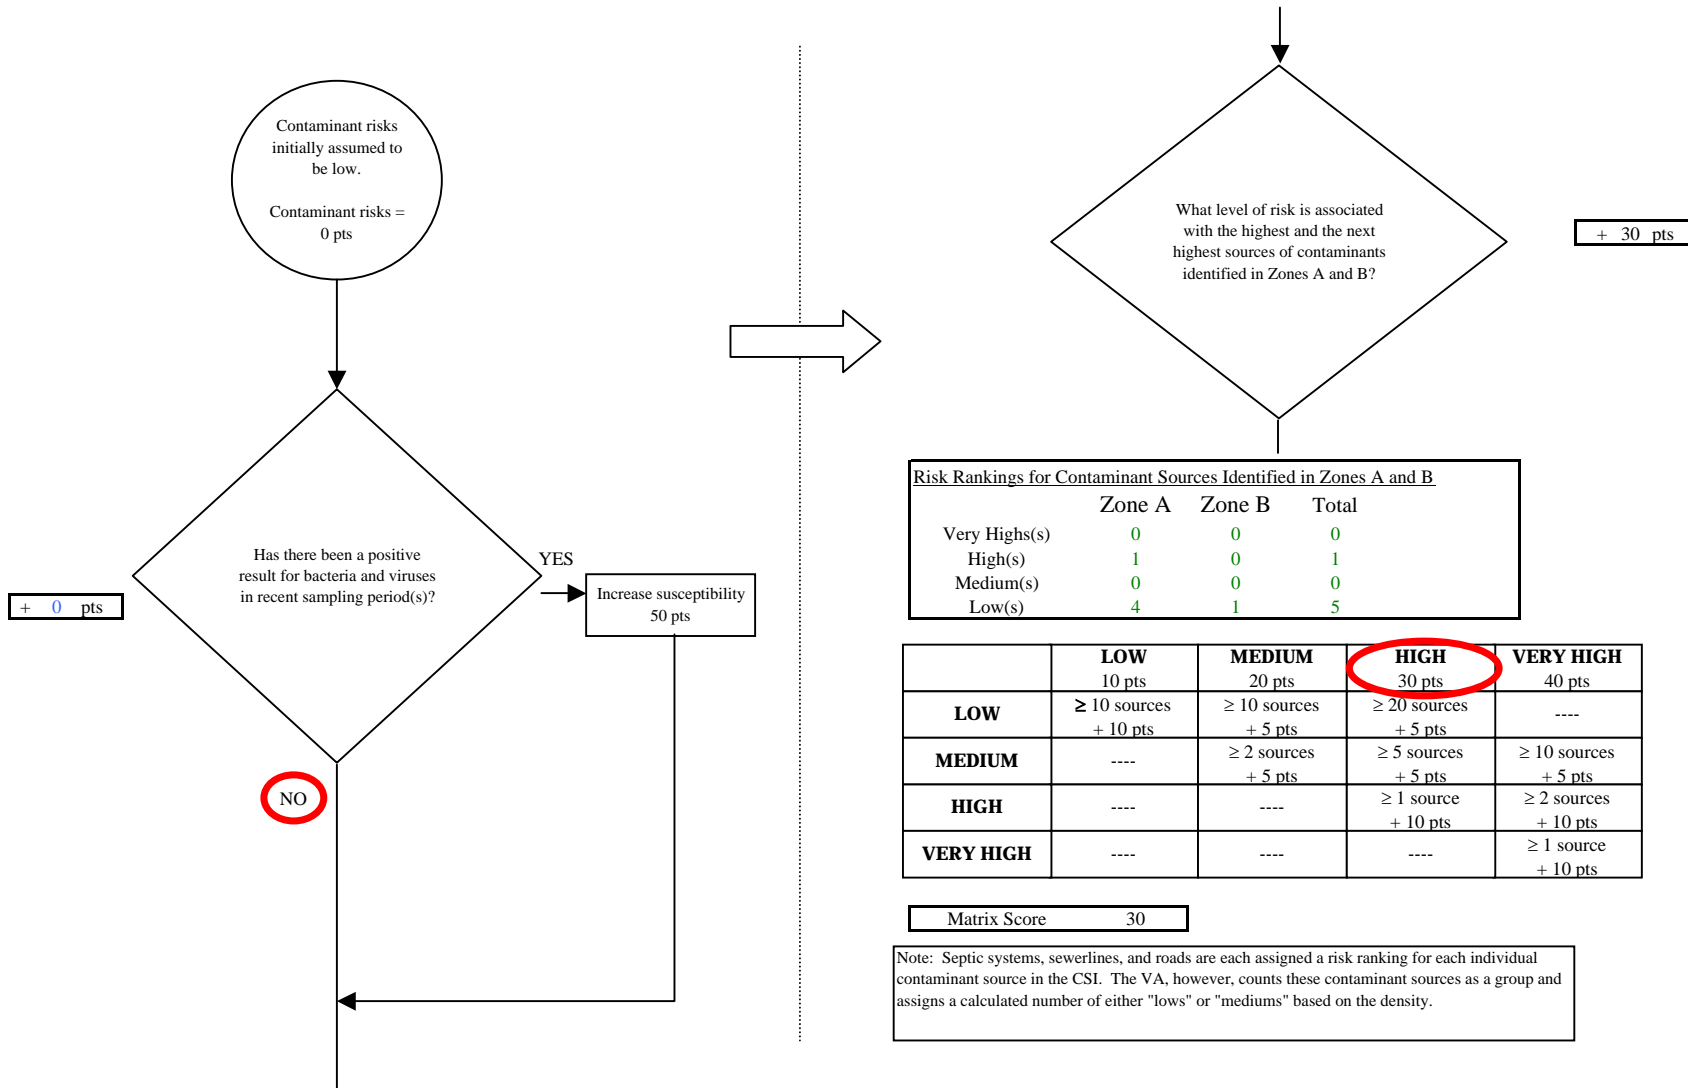 Contaminant risks
initially assumed to
be low.
Contaminant risks =
0 pts
Has there been a positive
result for bacteria and viruses
in recent sampling period(s)?
YES
Increase susceptibility
50 pts
+ 0 pts
NO
What level of risk is associated
with the highest and the next
highest sources of contaminants
identified in Zones A and B?
+ 30 pts
Risk Rankings for Contaminant Sources Identified in Zones A and B
Zone A Zone B Total
Very Highs(s) 0 0 0
High(s) 1 0 1
Medium(s) 0 0 0
Low(s) 4 1 5
LOW MEDIUM HIGH VERY HIGH
10 pts 20 pts 30 pts 40 pts
LOW ≥ 10 sources ≥ 10 sources ≥ 20 sources ----
+ 10 pts + 5 pts + 5 pts
MEDIUM ---- ≥ 2 sources ≥ 5 sources ≥ 10 sources
+ 5 pts + 5 pts + 5 pts
HIGH ---- ---- ≥ 1 source ≥ 2 sources
+ 10 pts + 10 pts
VERY HIGH ---- ---- ---- ≥ 1 source
+ 10 pts
Matrix Score 30
Note: Septic systems, sewerlines, and roads are each assigned a risk ranking for each individual
contaminant source in the CSI. The VA, however, counts these contaminant sources as a group and
assigns a calculated number of either "lows" or "mediums" based on the density.